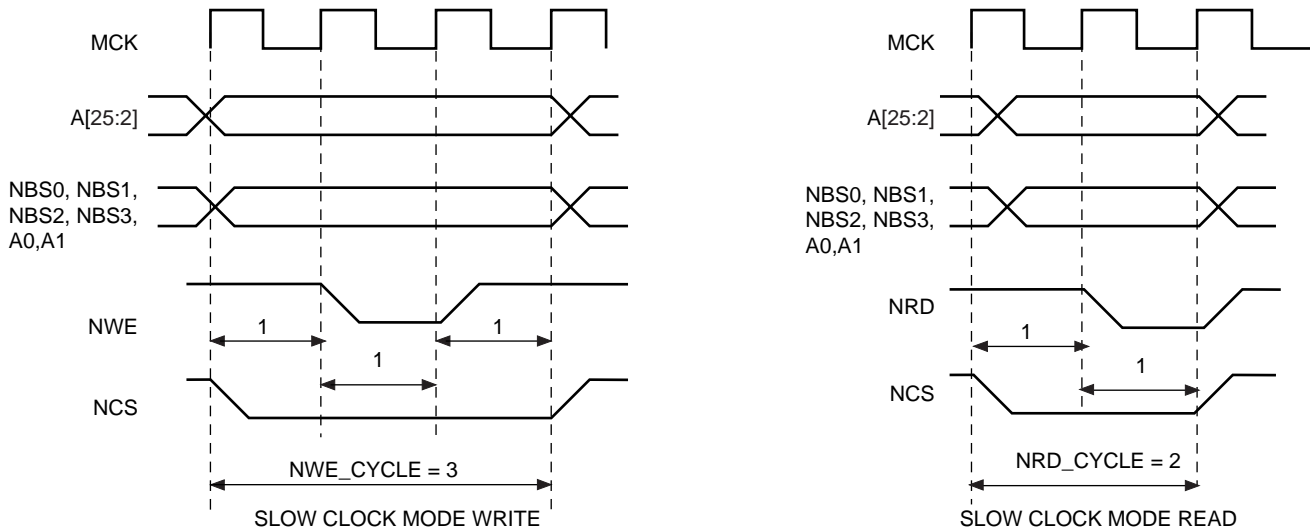 MCK
A[25:2]
NBS0, NBS1,
NBS2, NBS3,
A0,A1
NWE
1
1
1
NCS
NWE_CYCLE = 3
SLOW CLOCK MODE WRITE
MCK
A[25:2]
NBS0, NBS1,
NBS2, NBS3,
A0,A1
NRD
1
1
NCS
NRD_CYCLE = 2
SLOW CLOCK MODE READ